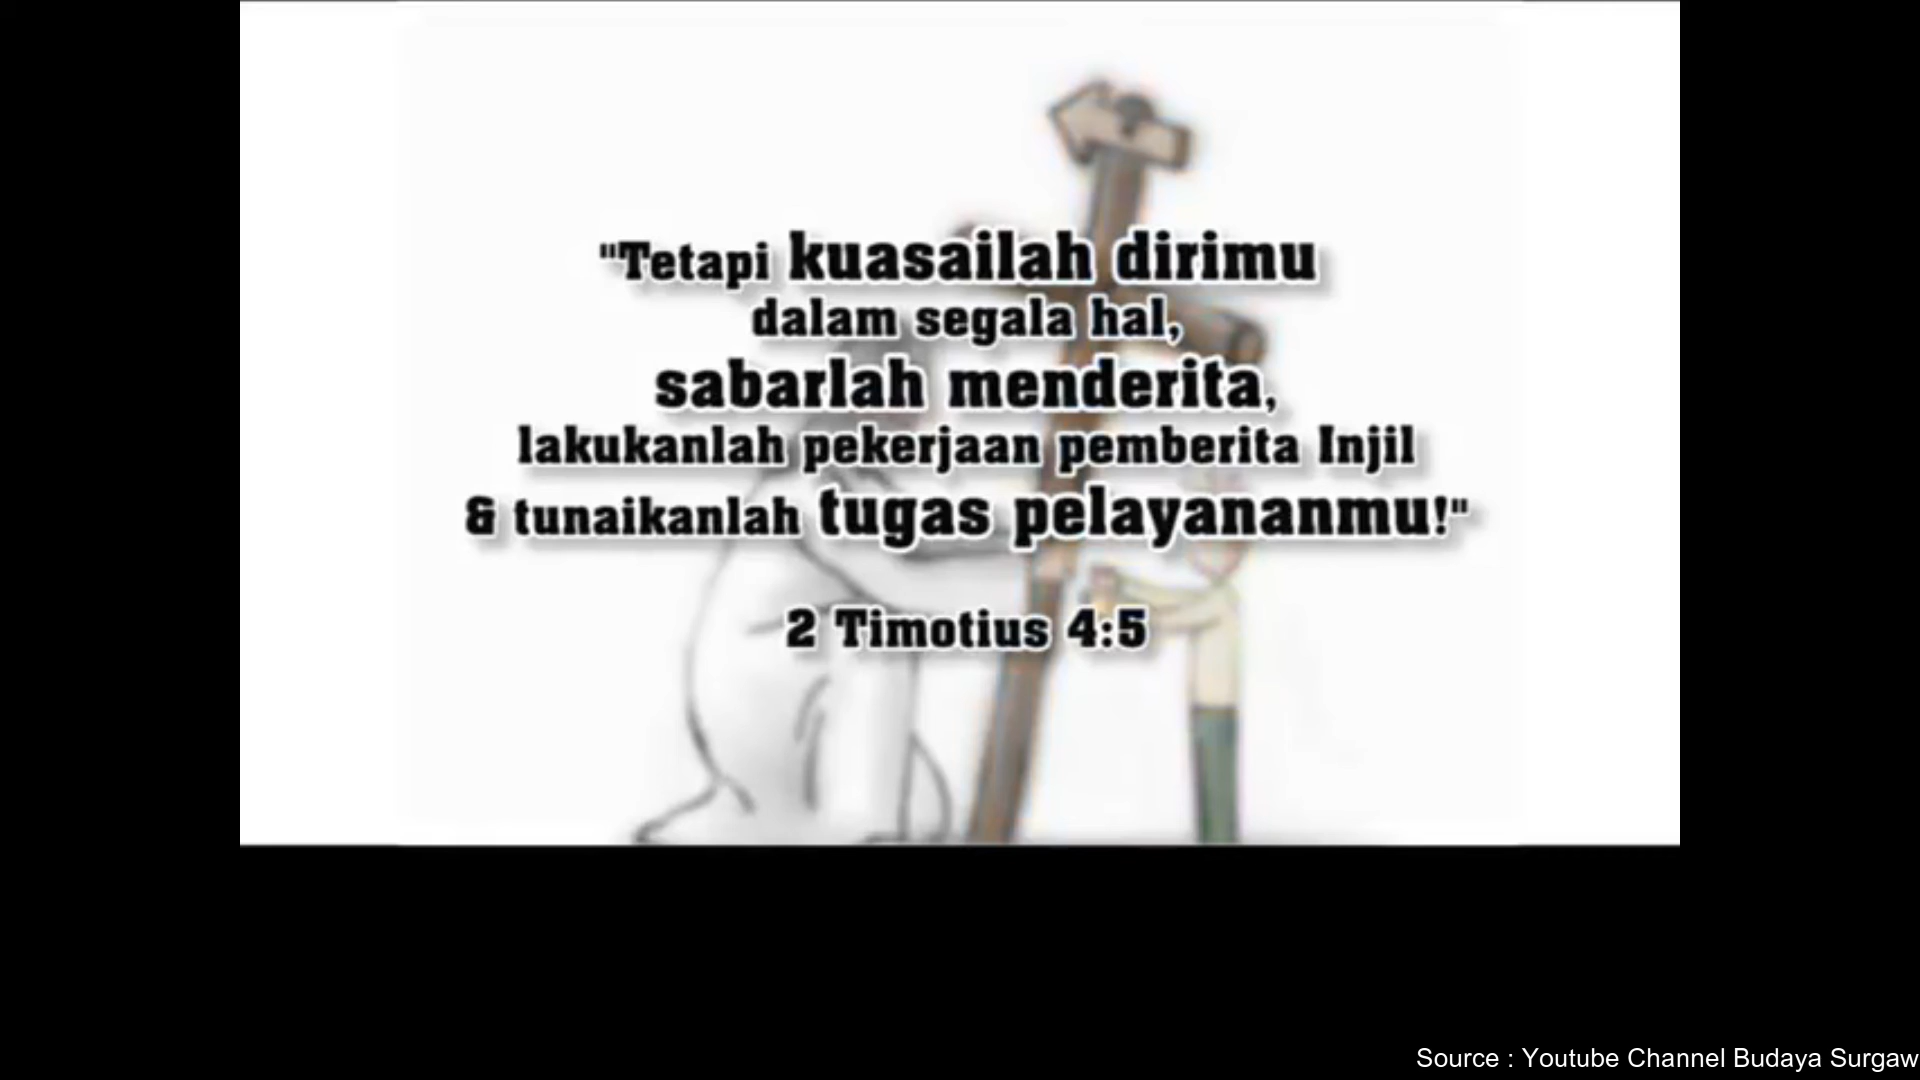 "Tetapi kuasailah dirimu
dalam segala hal,
sabarlah menderita,
lakukanlah pekerjaan pemberita Injil
& tunaikanlah tugas pelayananmu!"
2 Timotius 4:5
Source : Youtube Channel Budaya Surgaw